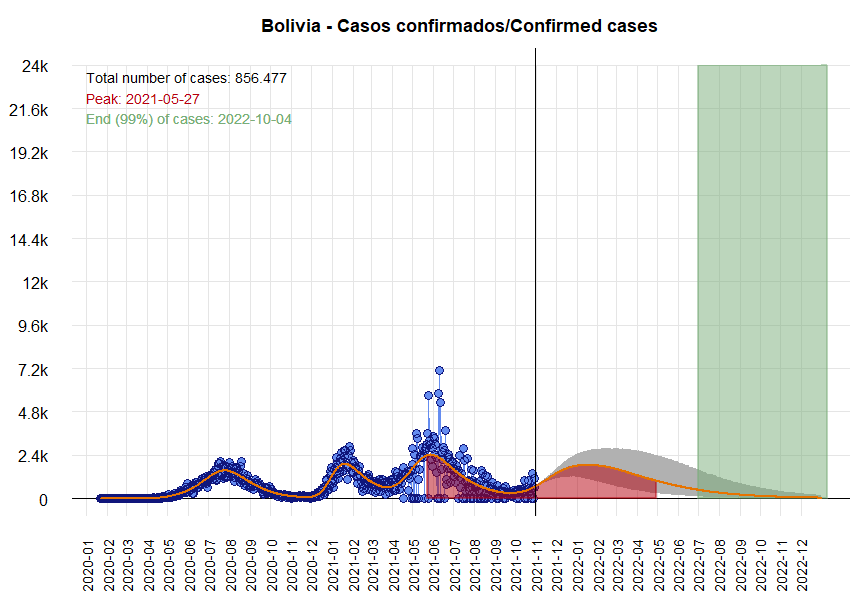 Bolivia - Casos confirmados/Confirmed cases
24k
21.6k
19.2k
16.8k
14.4k
12k
9.6k
7.2k
4.8k
2.4k
0
Total number of cases: 856.477
Peak: 2021-05-27
End (99%) of cases: 2022-10-04
2020-01
2020-02
2020-03
2020-04
2020-05
2020-06
2020-07
2020-08
2020-09
2020-10
2020-11
2020-12
2021-01
2021-02
2021-03
2021-04
2021-05
2021-06
2021-07
2021-08
2021-09
2021-10
2021-11
2021-12
2022-01
2022-02
2022-03
2022-04
2022-05
2022-06
2022-07
2022-08
2022-09
2022-10
2022-11
2022-12